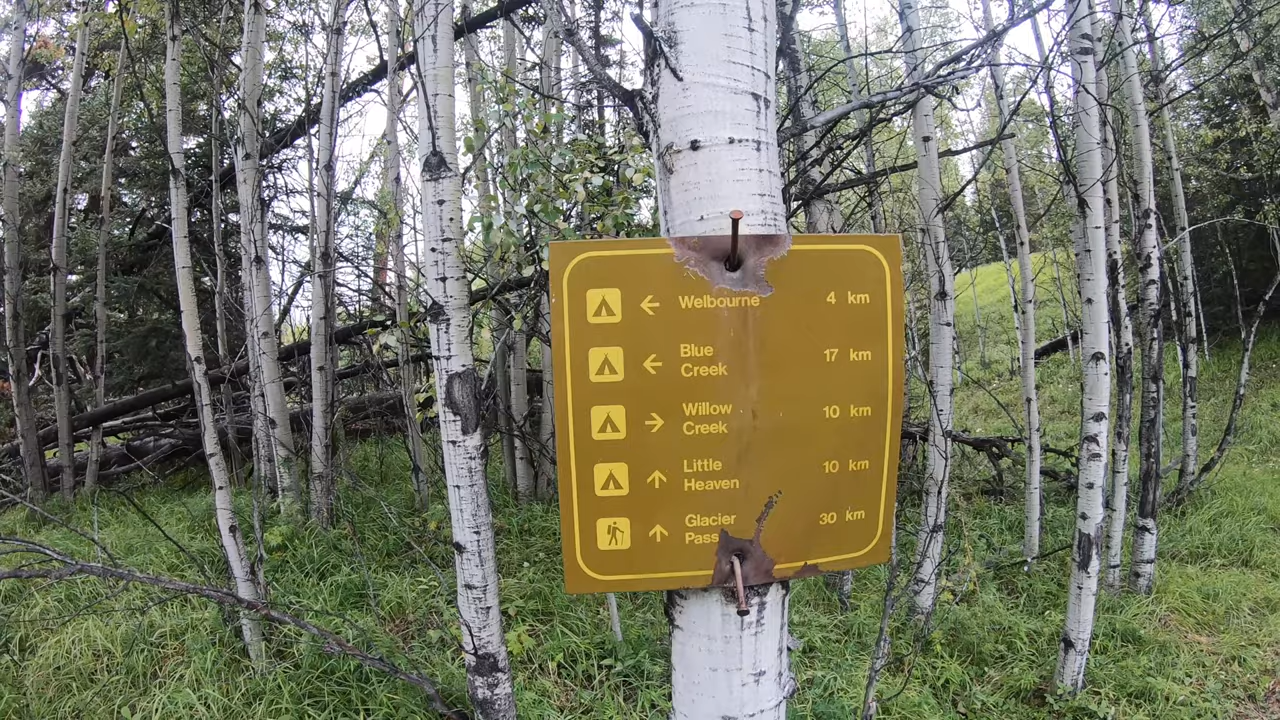 ← Welbourne 4 km
← Blue Creek 17 km
→ Willow Creek 10 km
↑ Little Heaven 10 km
↑ Glacier Pass 30 km